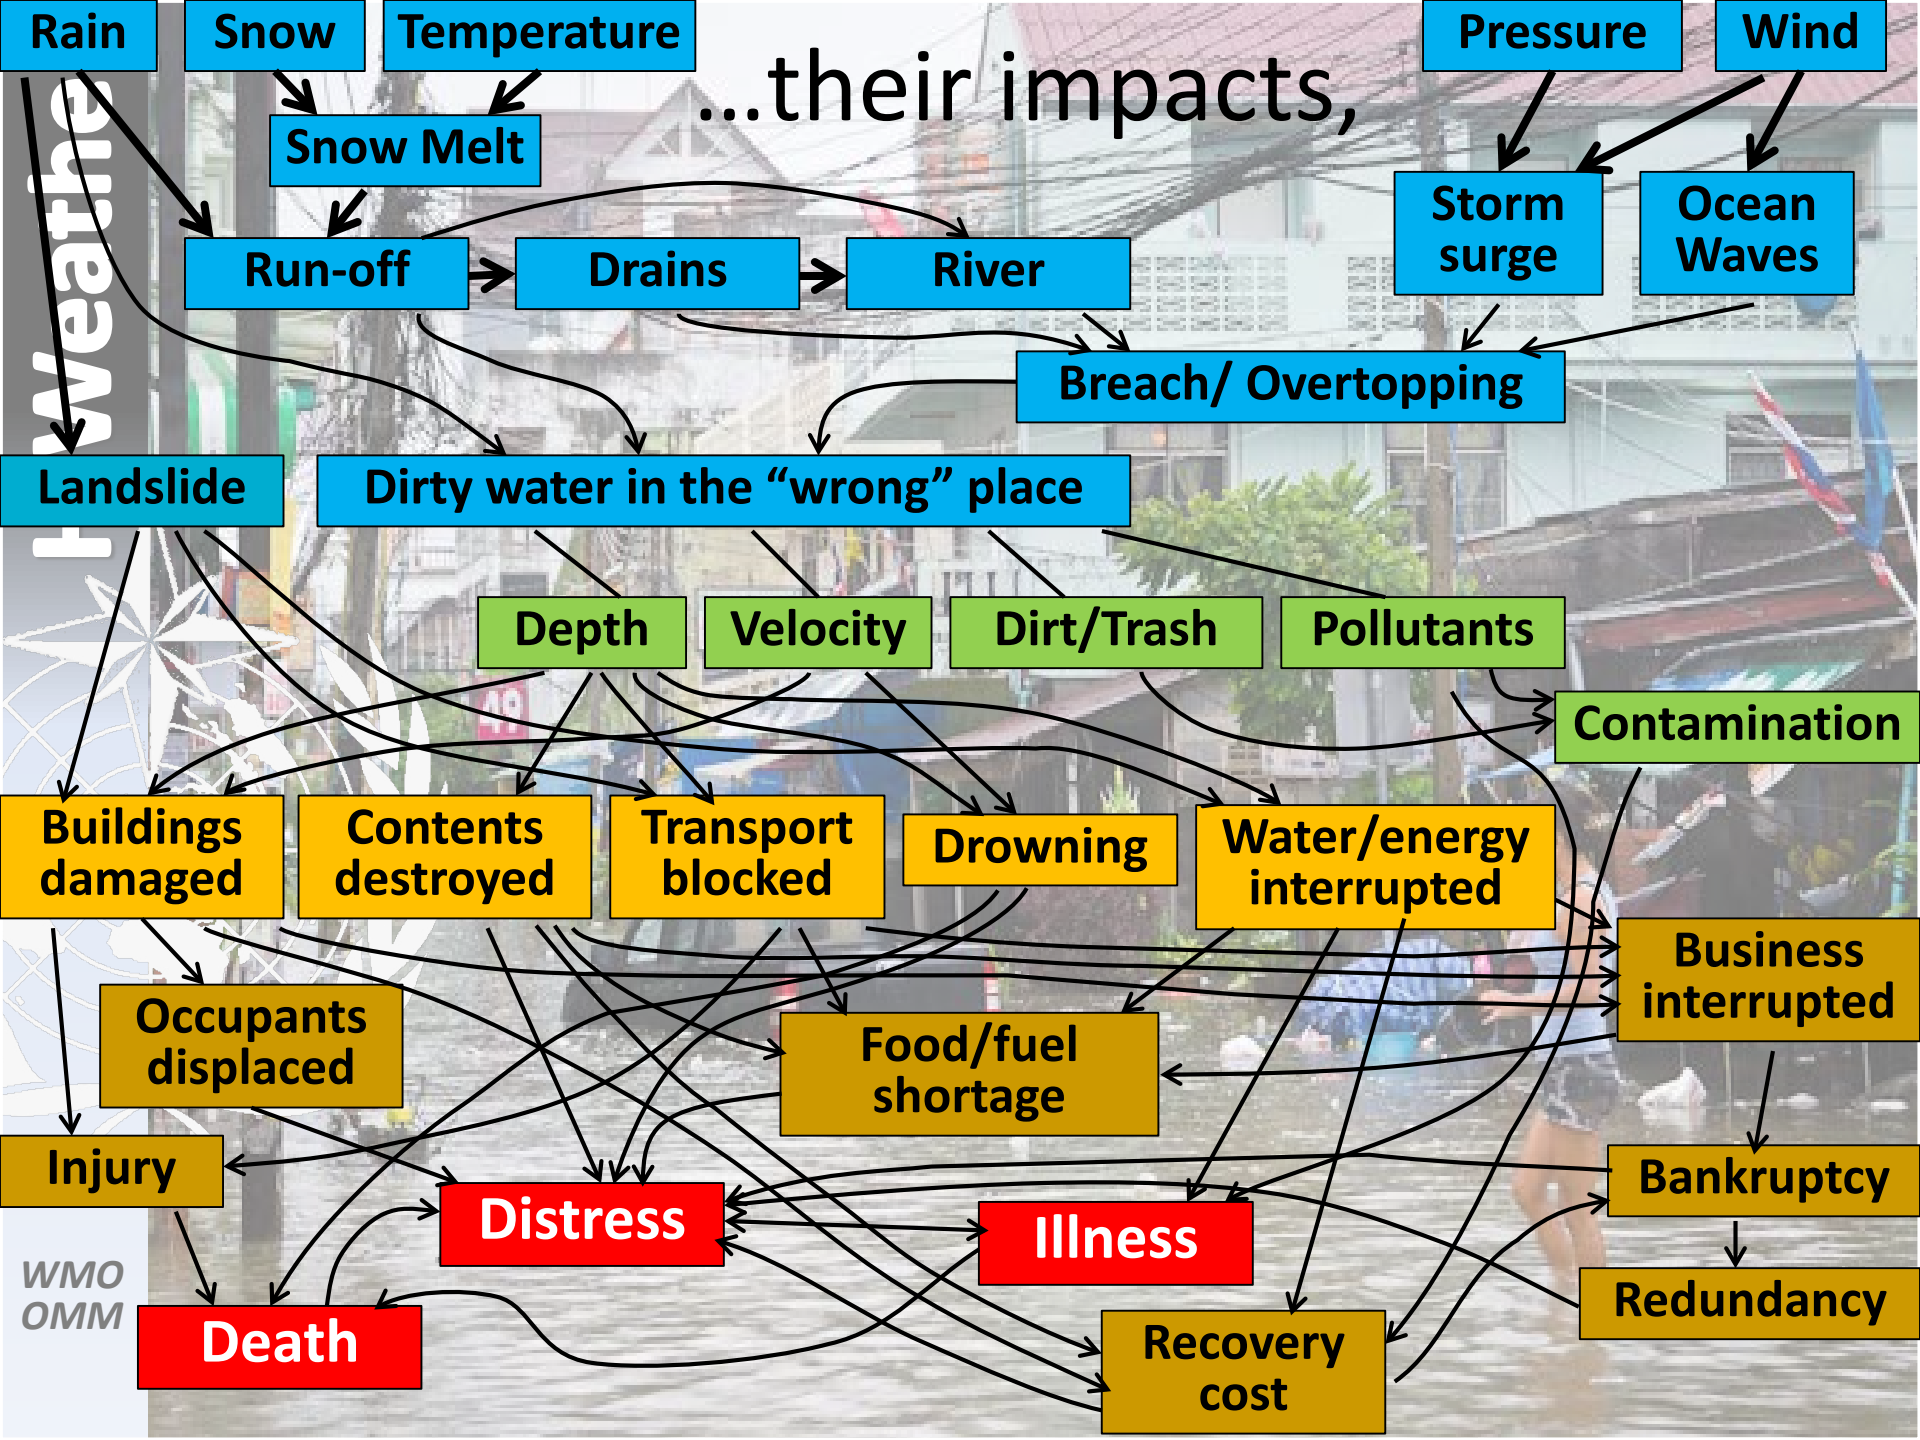 Rain
Snow
Temperature
Pressure
Wind
…their impacts,
Snow Melt
Storm
surge
Ocean
Waves
Run-off
Drains
River
Breach/ Overtopping
Landslide
Dirty water in the “wrong” place
Depth
Velocity
Dirt/Trash
Pollutants
Contamination
Buildings
damaged
Contents
destroyed
Transport
blocked
Drowning
Water/energy
interrupted
Business
interrupted
Occupants
displaced
Food/fuel
shortage
Injury
Bankruptcy
Distress
Illness
Redundancy
Death
Recovery
cost
WMO
OMM
49